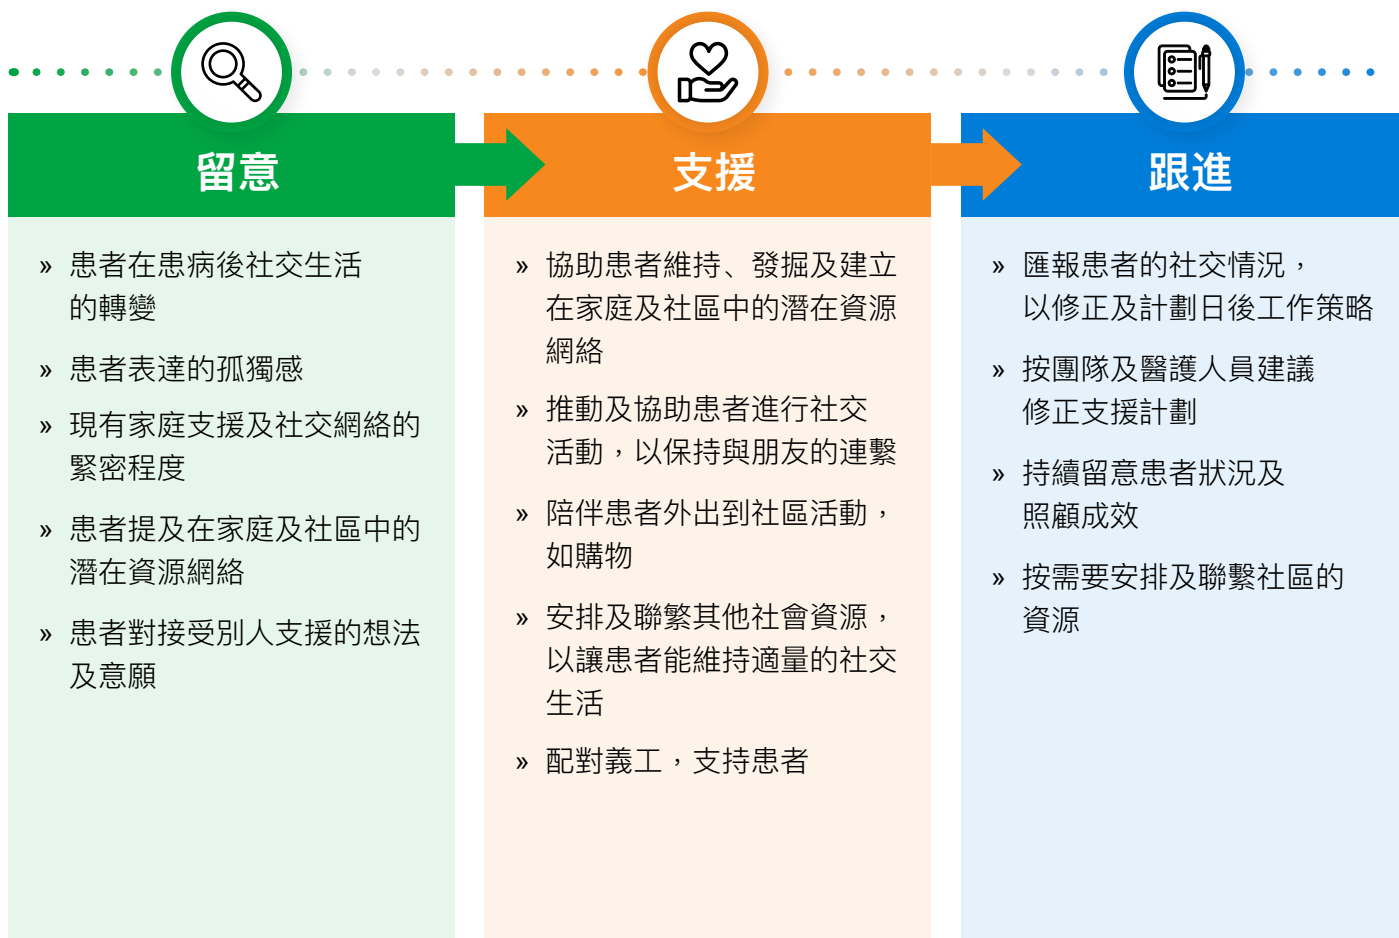 留意
» 患者在患病後社交生活
的轉變
» 患者表達的孤獨感
» 現有家庭支援及社交網絡的
緊密程度
» 患者提及在家庭及社區中的
潛在資源網絡
» 患者對接受別人支援的想法
及意願
支援
» 協助患者維持、發掘及建立
在家庭及社區中的潛在資源
網絡
» 推動及協助患者進行社交
活動，以保持與朋友的連繫
» 陪伴患者外出到社區活動，
如購物
» 安排及聯繁其他社會資源，
以讓患者能維持適量的社交
生活
» 配對義工，支持患者
跟進
» 匯報患者的社交情況，
以修正及計劃日後工作策略
» 按團隊及醫護人員建議
修正支援計劃
» 持續留意患者狀況及
照顧成效
» 按需要安排及聯繫社區的
資源